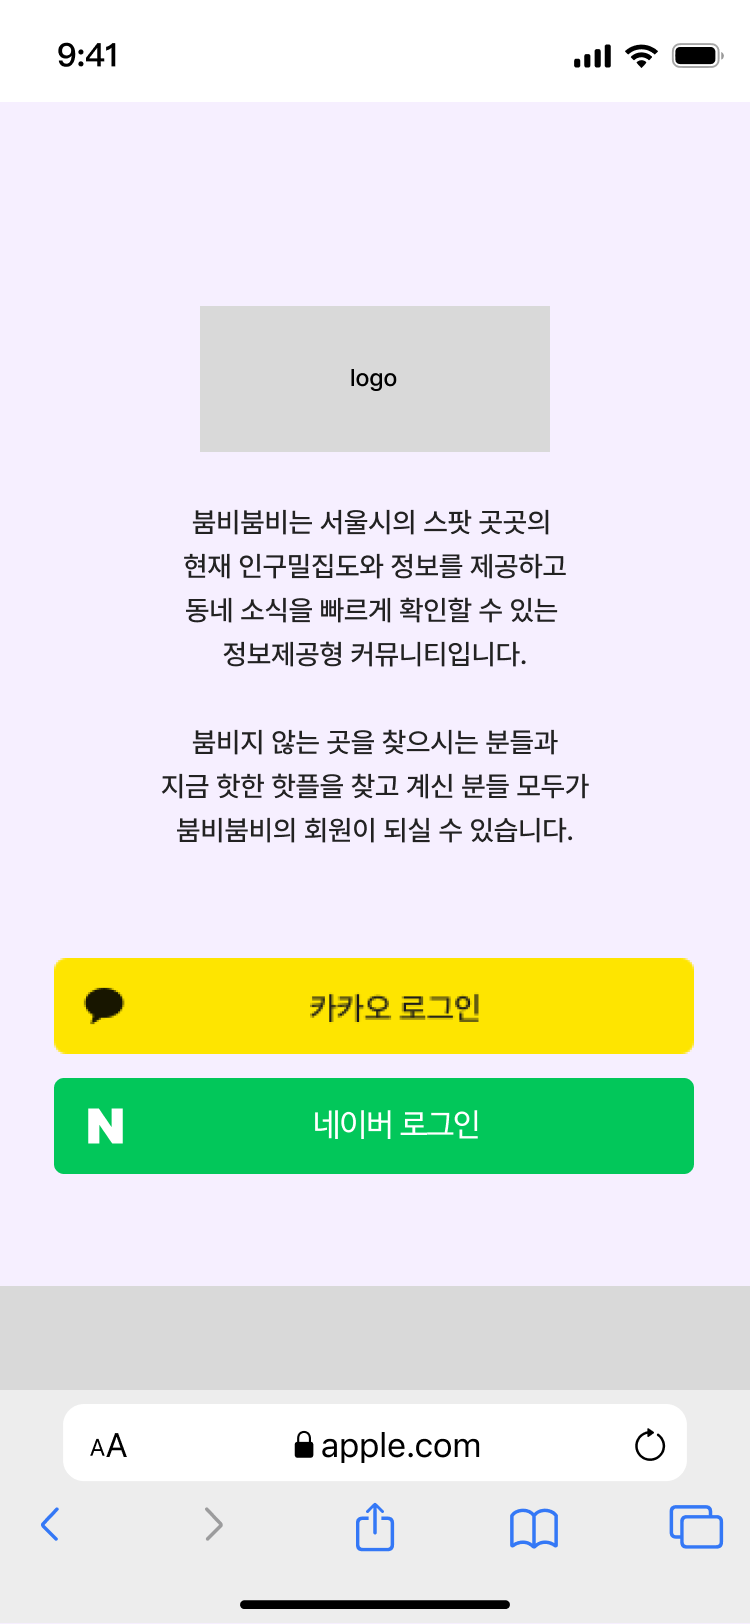 9:41
logo
붐비붐비는 서울시의 스팟 곳곳의
현재 인구밀집도와 정보를 제공하고
동네 소식을 빠르게 확인할 수 있는
정보제공형 커뮤니티입니다.
붐비지 않는 곳을 찾으시는 분들과
지금 핫한 핫플을 찾고 계신 분들 모두가
붐비붐비의 회원이 되실 수 있습니다.
카카오 로그인
N 네이버 로그인
AA apple.com